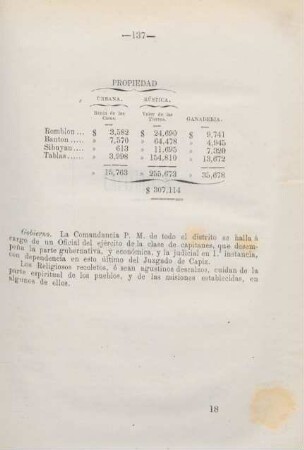 —137—
PROPIEDAD
URBANA, RÚSTICA,
Renta de las Casas. Valor de las Tierras. GANADERIA.
Romblon... $ 3,582 $ 24,690 $ 9,741
Banton..... » 7,570 » 64,478 » 4,945
Sibuyan.... » 613 » 11,695 » 7,320
Tablas..... » 3,998 » 154,810 » 13,672
» 15,763 » 255,673 » 35,678
$ 307,114
Gobierno. La Comandancia P. M. de todo el distrito se halla á
cargo de un Oficial del ejército de la clase de capitanes, que desem-
peña la parte gubernativa, y económica, y la judicial en 1.ª instancia,
con dependencia en esto último del Juzgado de Capiz.
Los Religiosos recoletos, ó sean agustinos descalzos, cuidan de la
parte espiritual de los pueblos, y de las misiones establecidas, en
algunos de ellos.
18